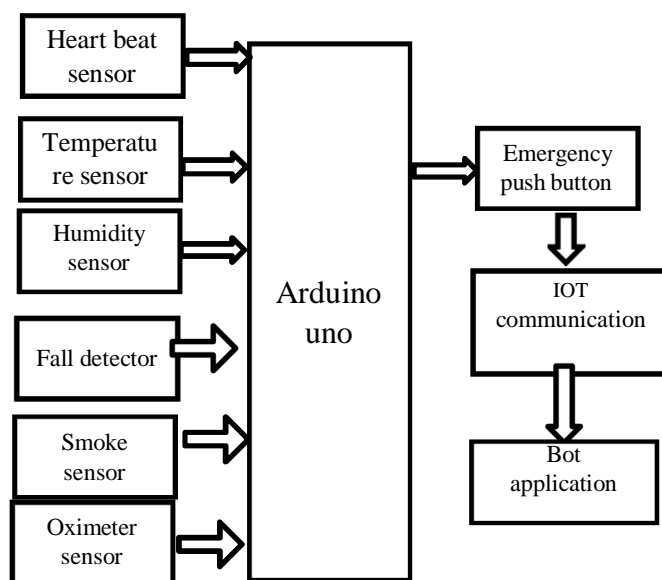 Heart beat
sensor
Temperatu
re sensor
Humidity
sensor
Fall detector
Smoke
sensor
Oximeter
sensor
Arduino
uno
Emergency
push button
IOT
communication
Bot
application